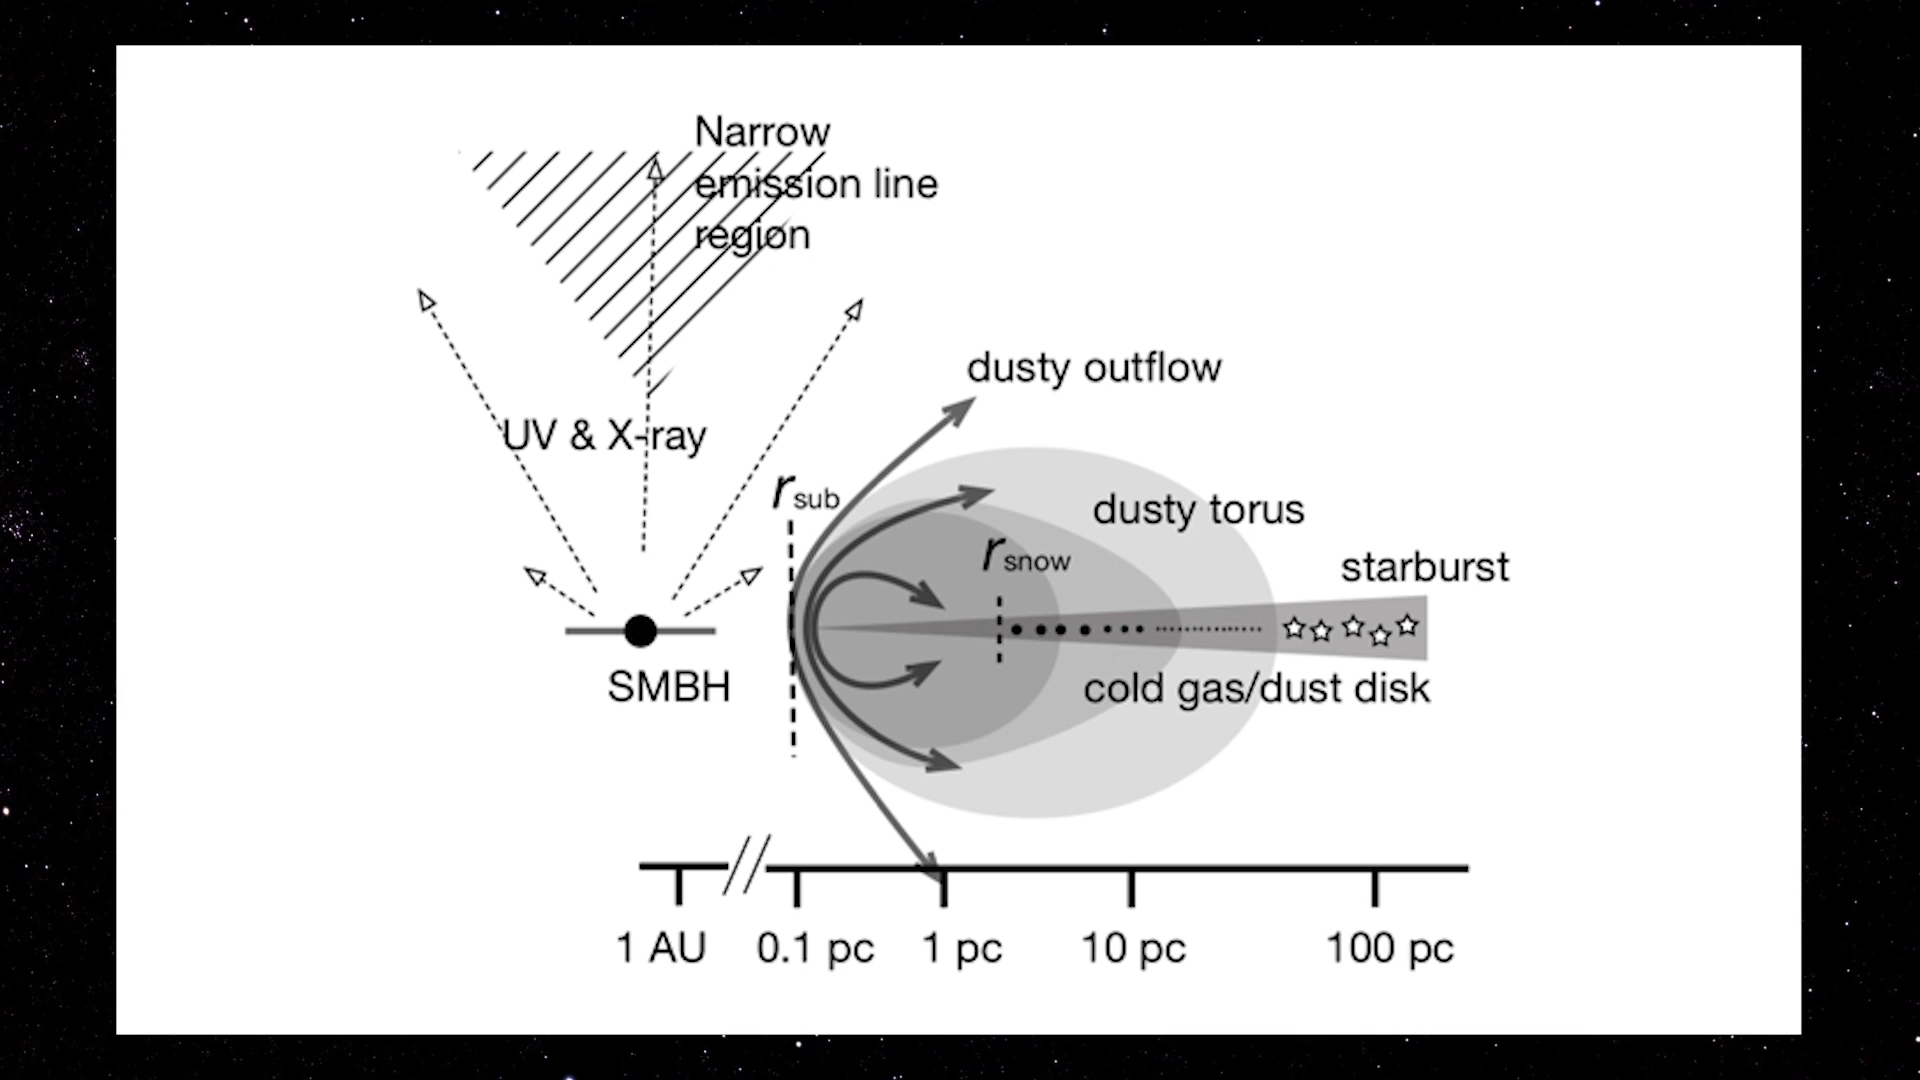 Narrow
emission line
region
dusty outflow
UV & X-ray
r sub
dusty torus
r snow
starburst
SMBH
cold gas/dust disk
1 AU 0.1 pc 1 pc 10 pc 100 pc